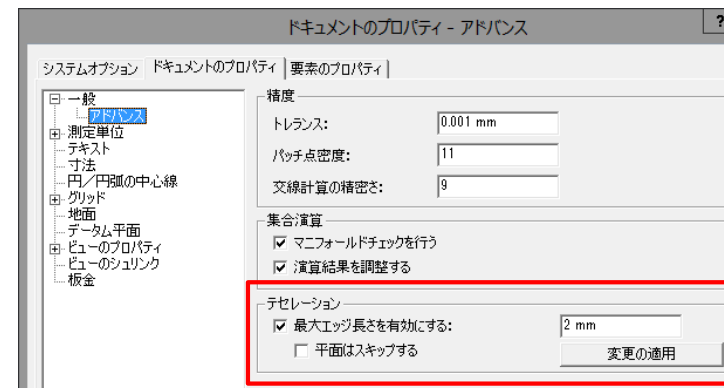 ドキュメントのプロパティ - アドバンス
?
システムオプション ドキュメントのプロパティ 要素のプロパティ
一般
アドバンス
測定単位
テキスト
寸法
円/円弧の中心線
グリッド
地面
データム平面
ビューのプロパティ
ビューのシュリンク
板金
精度
トレランス: 0.001 mm
パッチ点密度: 11
交線計算の精密さ: 9
集合演算
マニフォールドチェックを行う
演算結果を調整する
テセレーション
最大エッジ長さを有効にする: 2 mm
平面はスキップする 変更の適用